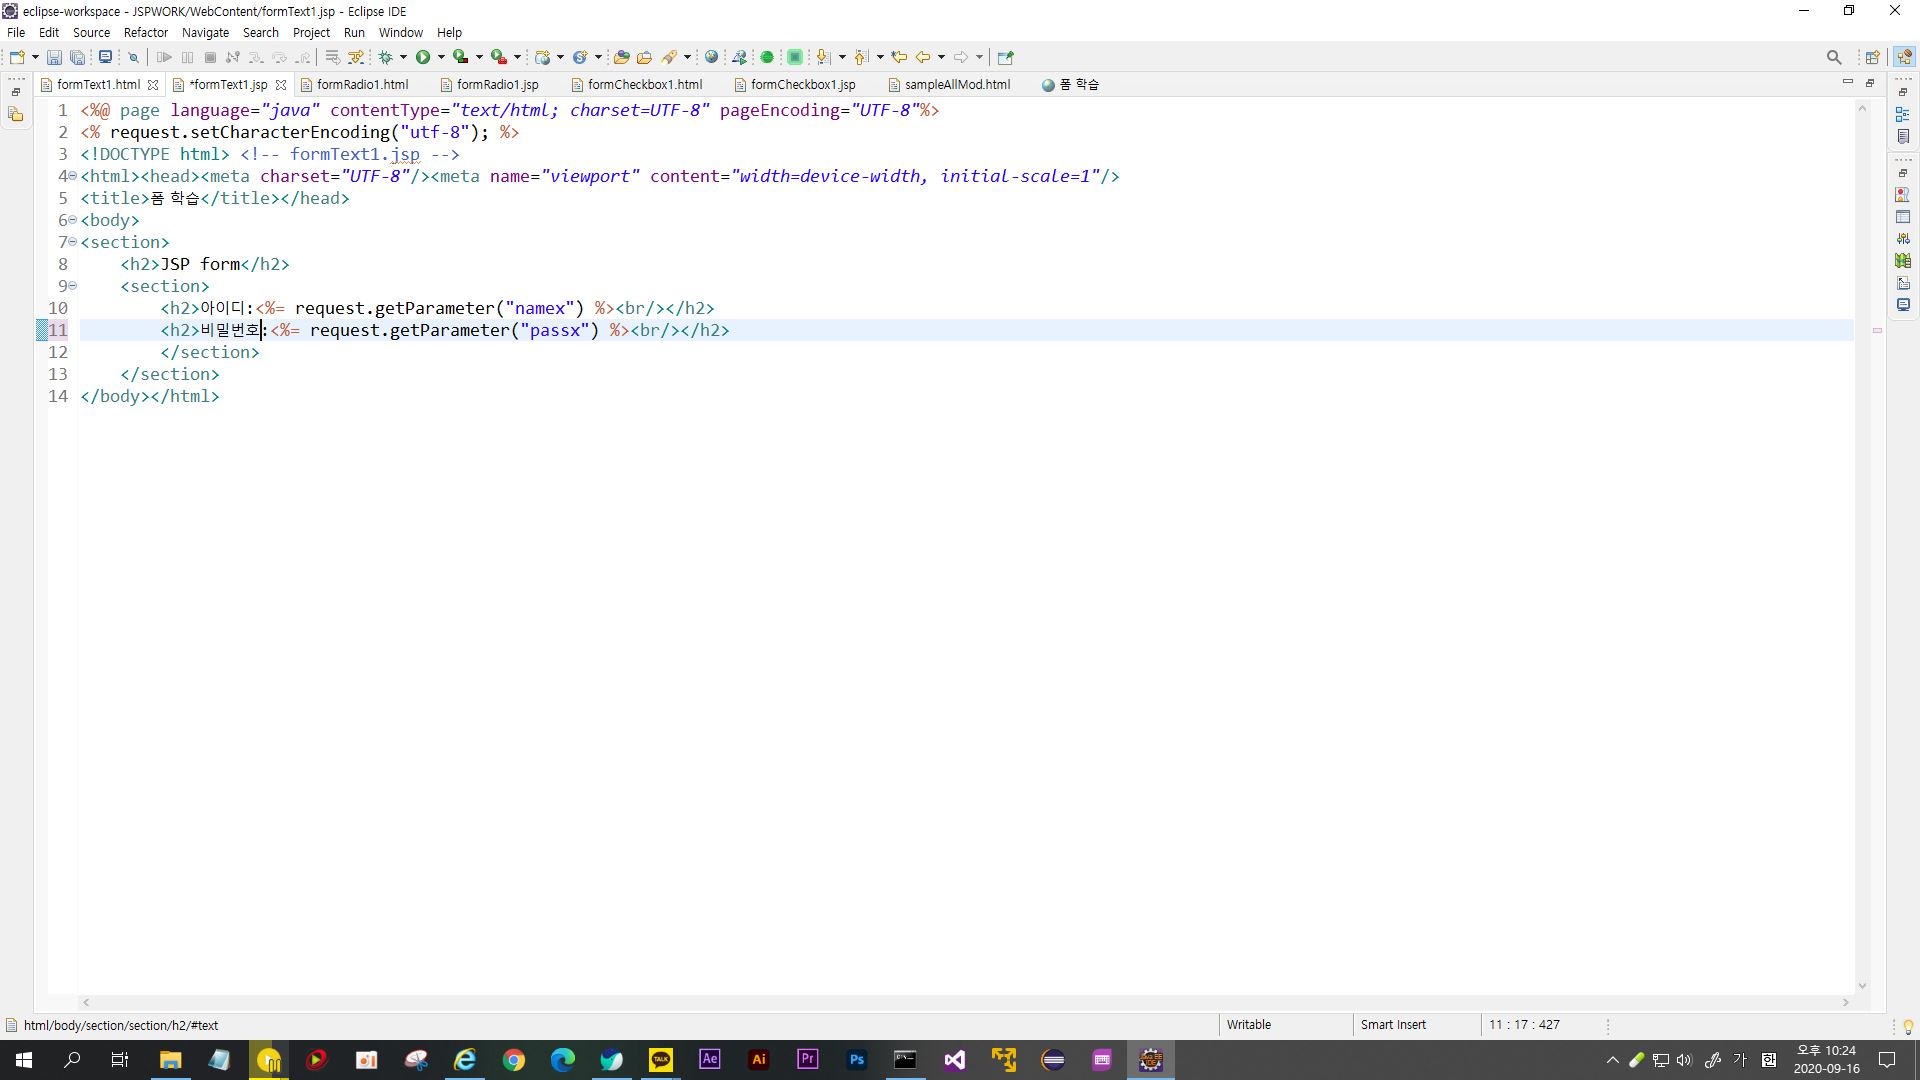 eclipse-workspace - JSPWORK/WebContent/formText1.jsp - Eclipse IDE
File Edit Source Refactor Navigate Search Project Run Window Help
formText1.html *formText1.jsp formRadio1.html formRadio1.jsp formCheckbox1.html formCheckbox1.jsp sampleAllMod.html 폼 학습
1 <%@ page language="java" contentType="text/html; charset=UTF-8" pageEncoding="UTF-8"%>
2 <% request.setCharacterEncoding("utf-8"); %>
3 <!DOCTYPE html> <!-- formText1.jsp -->
4 <html><head><meta charset="UTF-8"/><meta name="viewport" content="width=device-width, initial-scale=1"/>
5 <title>폼 학습</title></head>
6 <body>
7 <section>
8 <h2>JSP form</h2>
9 <section>
10 <h2>아이디:<%= request.getParameter("namex") %><br/></h2>
11 <h2>비밀번호:<%= request.getParameter("passx") %><br/></h2>
12 </section>
13 </section>
14 </body></html>
html/body/section/section/h2/#text Writable Smart Insert 11 : 17 : 427
TALK Ae Ai Pr Ps 가 한 오후 10:24
2020-09-16